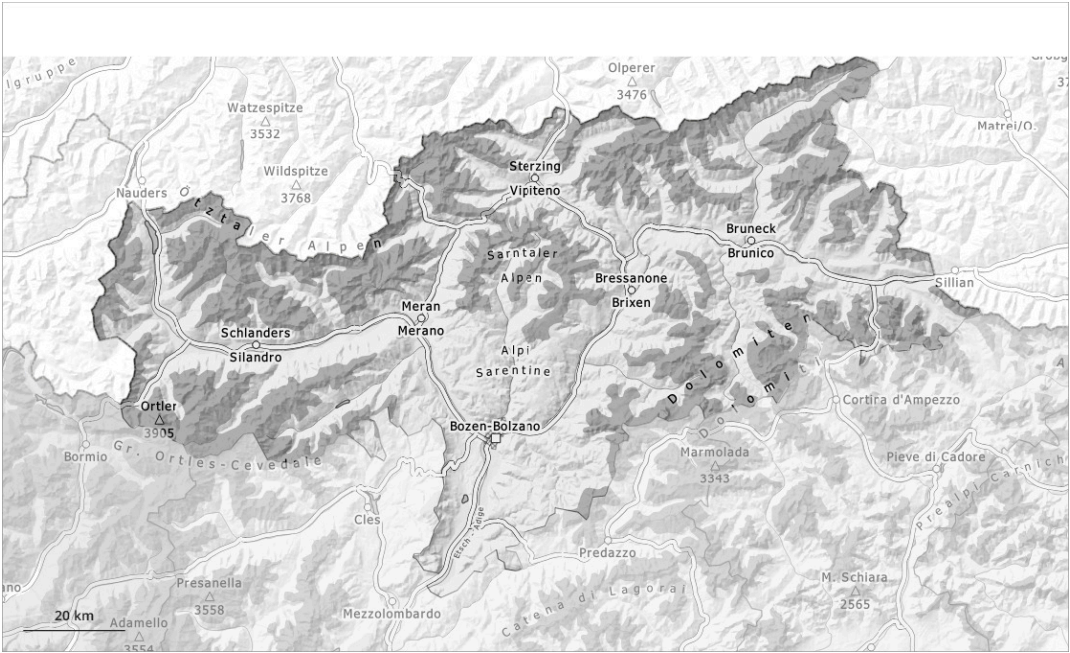 lgruppe
Olperer
3476
Watzespitze
3532
Matrei/O.
Sterzing
Vipiteno
Wildspitze
3768
Nauders
Ötztaler Alpen
Bruneck
Brunico
Sarntaler
Alpen
Bressanone
Brixen
Sillian
Meran
Merano
Schlanders
Silandro
Dolomiten
Alpi
Sarentine
Dolomiti
Ortler
3905
Cortina d'Ampezzo
Bozen-Bolzano
Gr. Ortles-Cevedale
Bormio
Marmolada
3343
Pieve di Cadore
Prealpi Carnich
Cles
Etsch - Adige
Predazzo
M. Schiara
2565
Presanella
3558
ano
Catena di Lagorai
Mezzolombardo
20 km
Adamello
3554